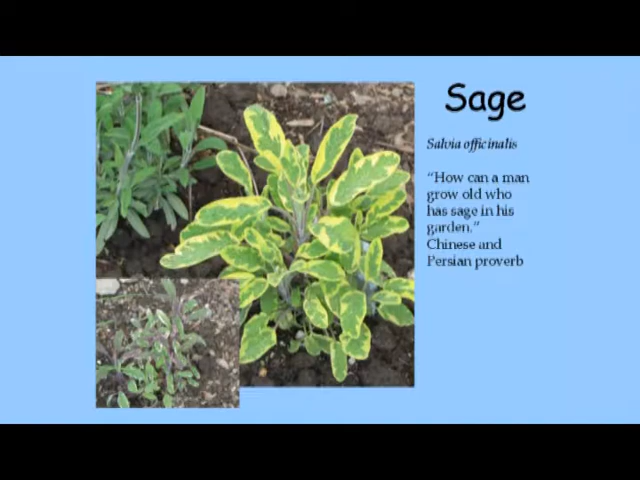 Sage
Salvia officinalis
“How can a man
grow old who
has sage in his
garden.”
Chinese and
Persian proverb